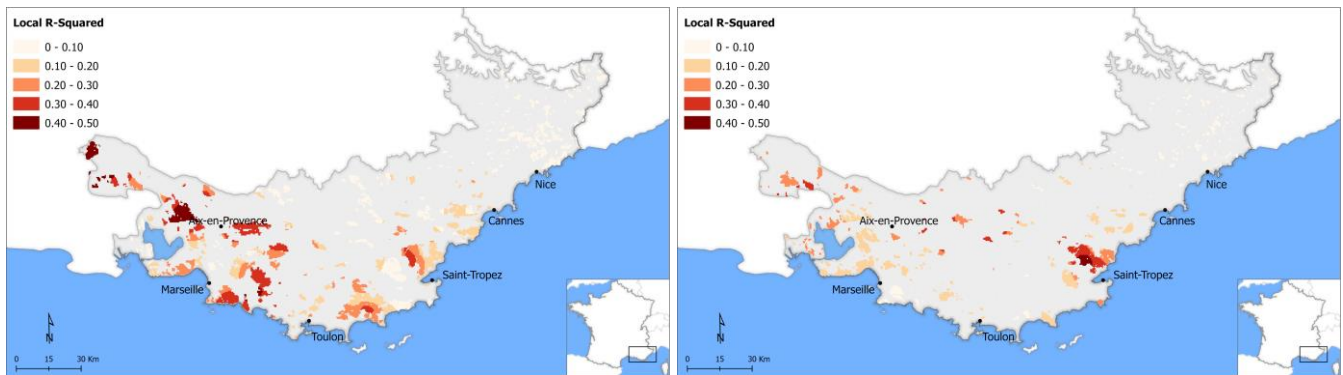 Local R-Squared
0 - 0.10
0.10 - 0.20
0.20 - 0.30
0.30 - 0.40
0.40 - 0.50
Nice
Cannes
Aix-en-Provence
Saint-Tropez
Marseille
Toulon
N
0 15 30 Km
Local R-Squared
0 - 0.10
0.10 - 0.20
0.20 - 0.30
0.30 - 0.40
0.40 - 0.50
Nice
Cannes
Aix-en-Provence
Saint-Tropez
Marseille
Toulon
N
0 15 30 Km